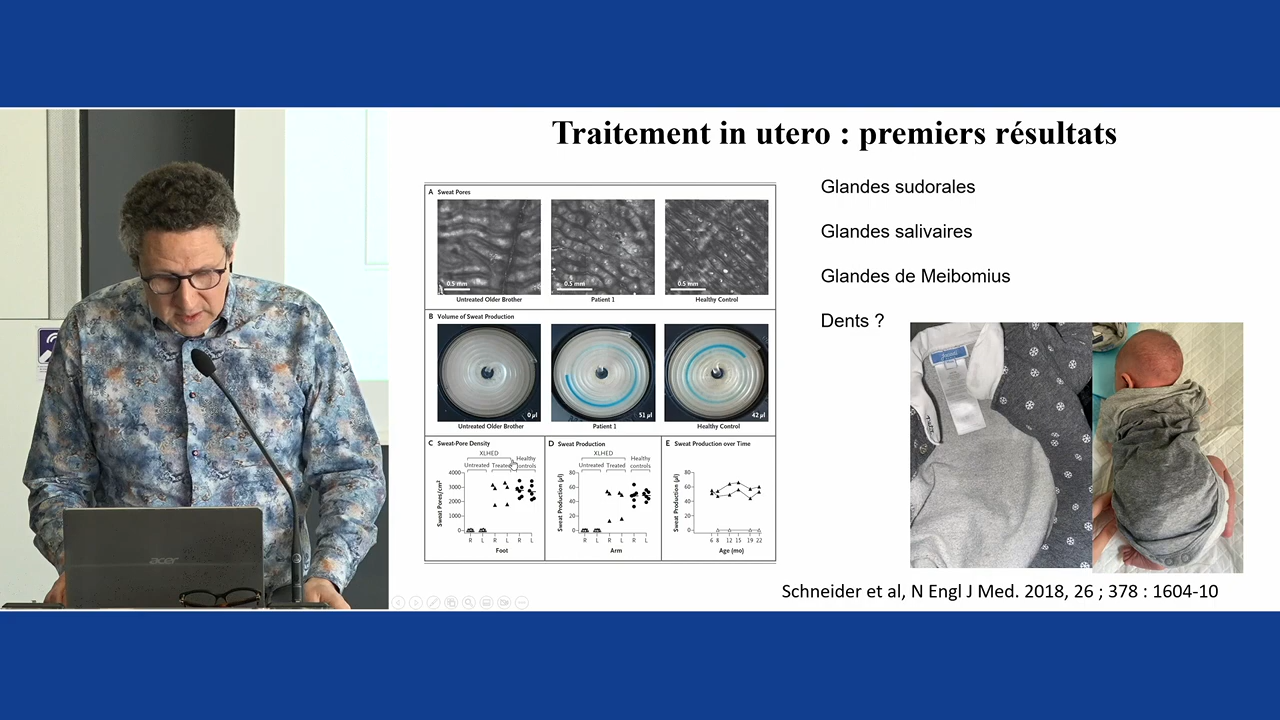 Traitement in utero : premiers résultats
A Sweat Pores
0.5 mm
0.5 mm
0.5 mm
Untreated Older Brother
Patient 1
Healthy Control
B Volume of Sweat Production
0 µl
51 µl
42 µl
Untreated Older Brother
Patient 1
Healthy Control
C Sweat-Pore Density
XLHED
Untreated
Treated
Healthy
controls
Sweat Pores/cm²
4000
3000
2000
1000
0
R L R L R L
Foot
D Sweat Production
XLHED
Untreated
Treated
Healthy
controls
Sweat Production (µl)
80
60
40
20
0
R L R L R L
Arm
E Sweat Production over Time
Sweat Production (µl)
80
60
40
20
0
6 8 12 15 19 22
Age (mo)
Glandes sudorales
Glandes salivaires
Glandes de Meibomius
Dents ?
Schneider et al, N Engl J Med. 2018, 26 ; 378 : 1604-10
acer